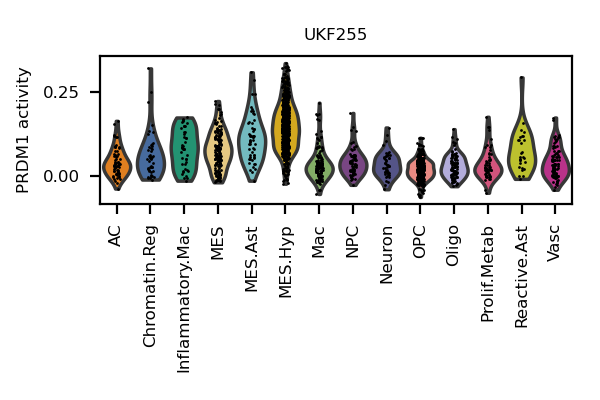 UKF255
PRDM1 activity
0.25
0.00
AC
Chromatin.Reg
Inflammatory.Mac
MES
MES.Ast
MES.Hyp
Mac
NPC
Neuron
OPC
Oligo
Prolif.Metab
Reactive.Ast
Vasc